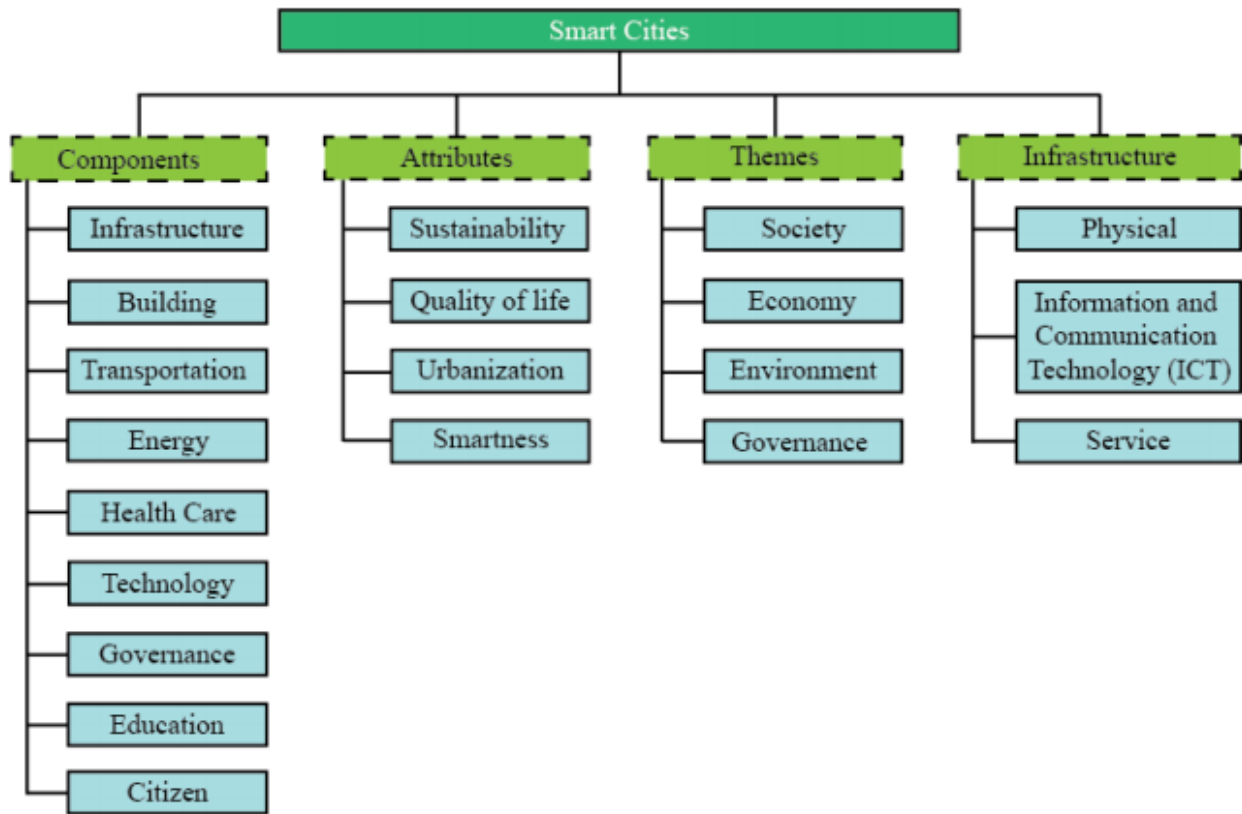 Smart Cities
Components
Attributes
Themes
Infrastructure
Infrastructure
Building
Transportation
Energy
Health Care
Technology
Governance
Education
Citizen
Sustainability
Quality of life
Urbanization
Smartness
Society
Economy
Environment
Governance
Physical
Information and
Communication
Technology (ICT)
Service